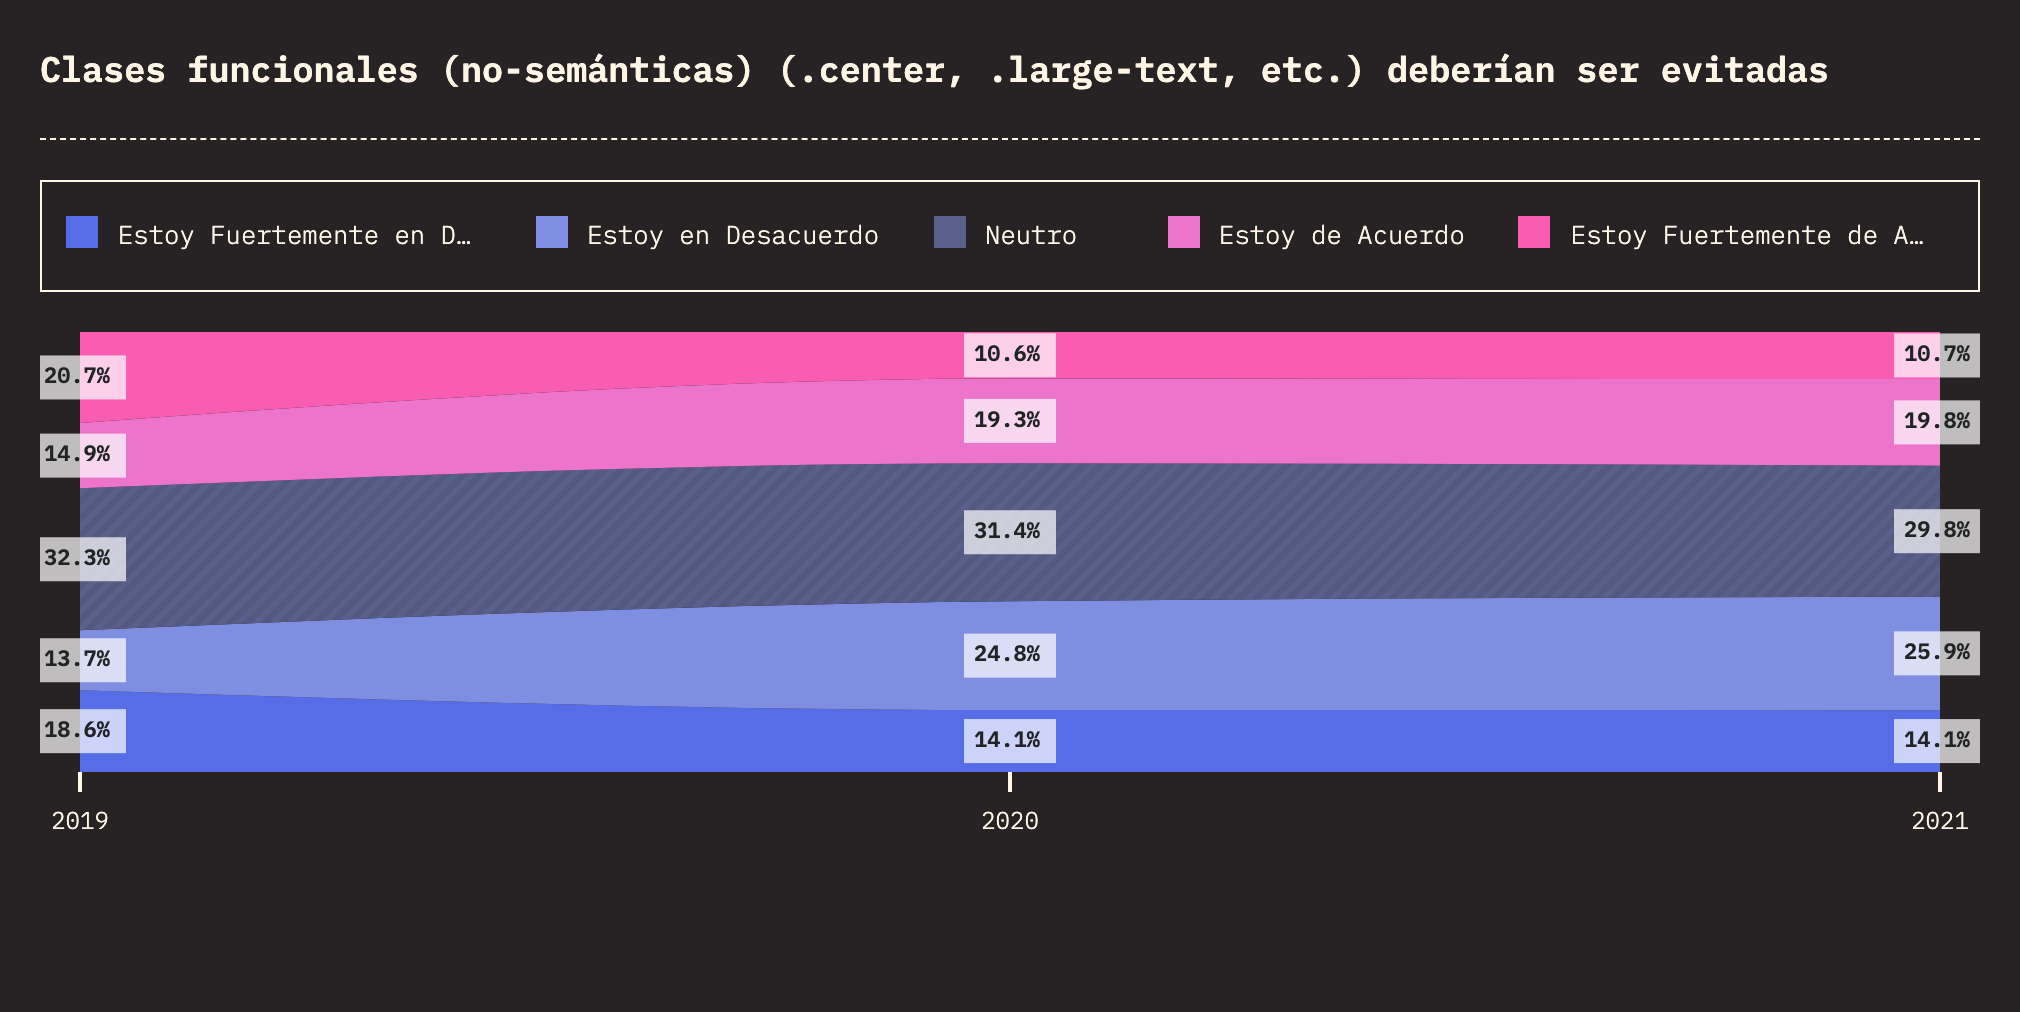 Clases funcionales (no-semánticas) (.center, .large-text, etc.) deberían ser evitadas
Estoy Fuertemente en D… Estoy en Desacuerdo Neutro Estoy de Acuerdo Estoy Fuertemente de A…
20.7% 10.6% 10.7%
14.9% 19.3% 19.8%
32.3% 31.4% 29.8%
13.7% 24.8% 25.9%
18.6% 14.1% 14.1%
2019 2020 2021